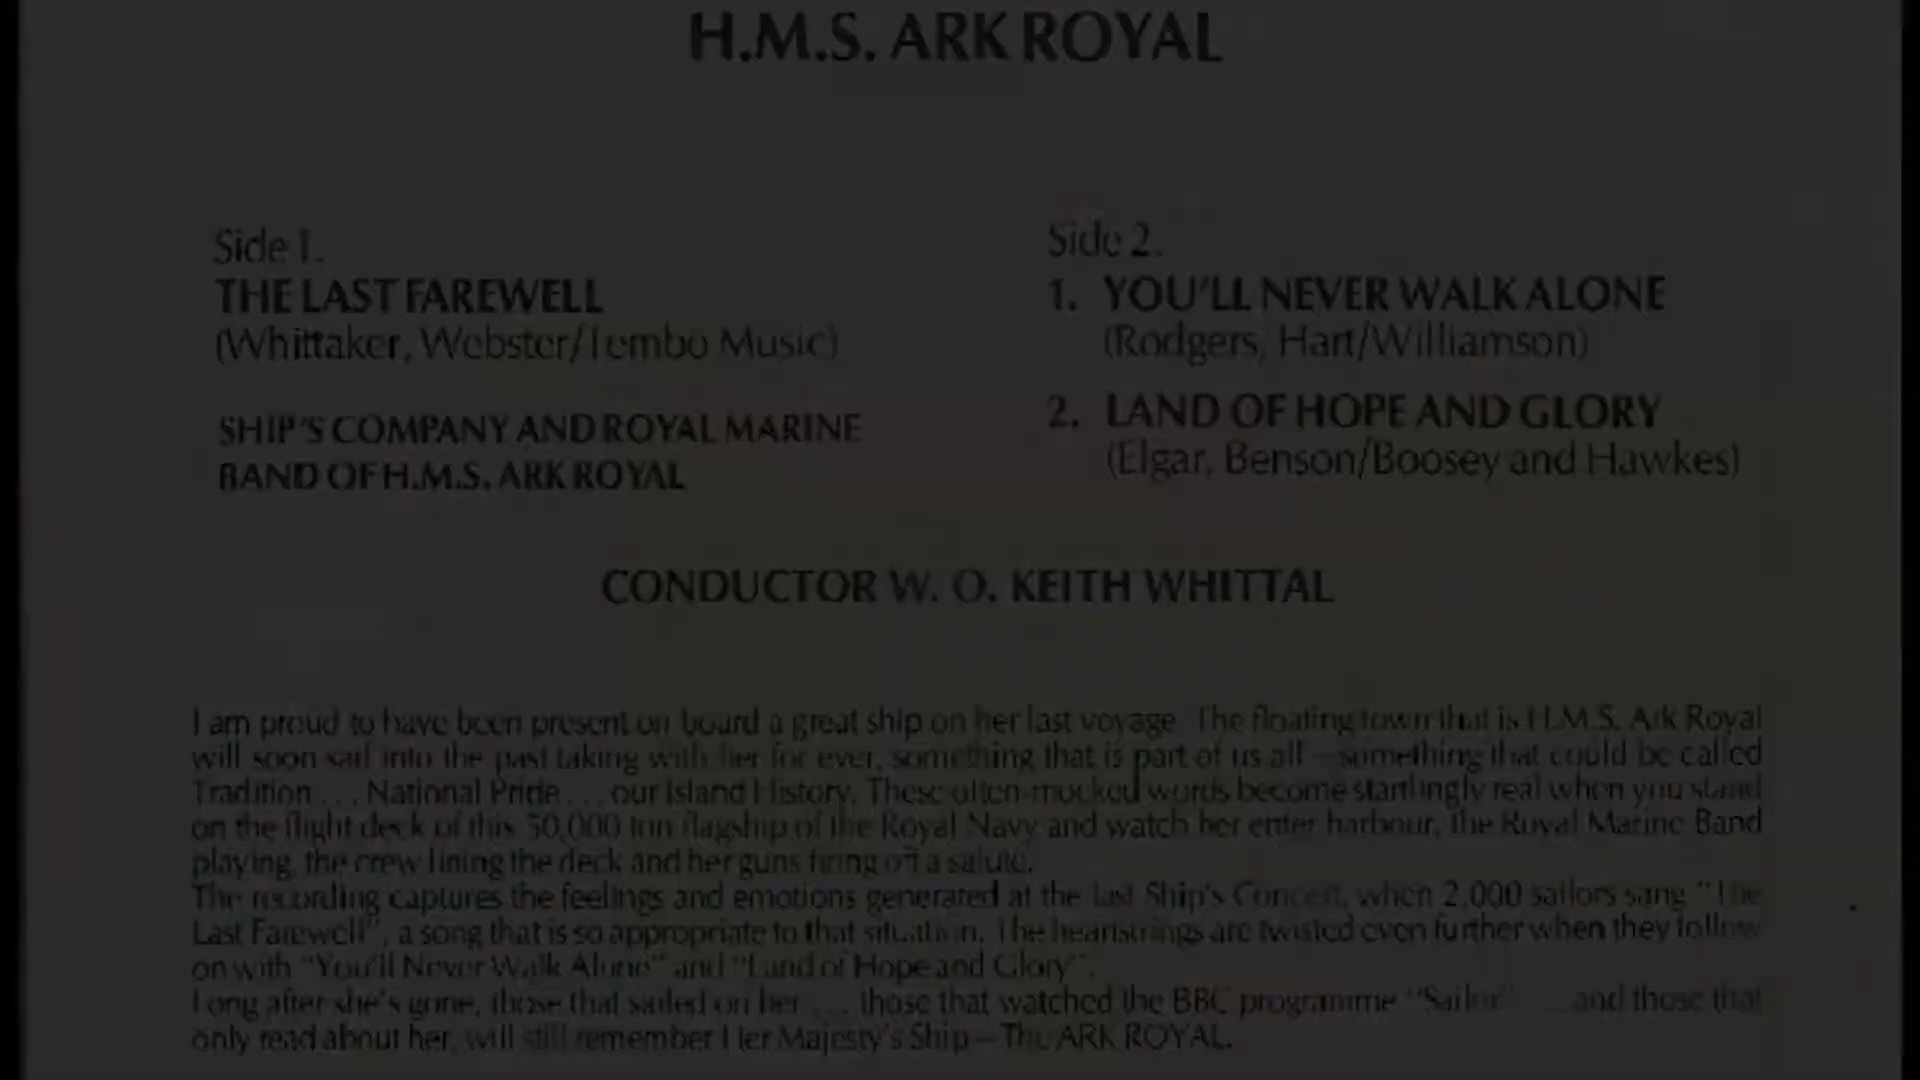 H.M.S. ARK ROYAL
Side 1.
THE LAST FAREWELL
(Whittaker, Webster/Tembo Music)
SHIP'S COMPANY AND ROYAL MARINE
BAND OF H.M.S. ARK ROYAL
Side 2.
1. YOU'LL NEVER WALK ALONE
(Rodgers, Hart/Williamson)
2. LAND OF HOPE AND GLORY
(Elgar, Benson/Boosey and Hawkes)
CONDUCTOR W. O. KEITH WHITTAL
I am proud to have been present on board a great ship on her last voyage. The floating town that is H.M.S. Ark Royal
will soon sail into the past taking with her for ever, something that is part of us all – something that could be called
Tradition . . . National Pride . . . our Island History. These often-mocked words become startlingly real when you stand
on the flight deck of this 50,000 ton flagship of the Royal Navy and watch her enter harbour, the Royal Marine Band
playing, the crew lining the deck and her guns firing off a salute.
The recording captures the feelings and emotions generated at the last Ship's Concert, when 2,000 sailors sang "The
Last Farewell", a song that is so appropriate to that situation. The heartstrings are twisted even further when they follow
on with "You'll Never Walk Alone" and "Land of Hope and Glory".
Long after she's gone, those that sailed on her . . . those that watched the BBC programme "Sailor" . . . and those that
only read about her, will still remember Her Majesty's Ship – The ARK ROYAL.